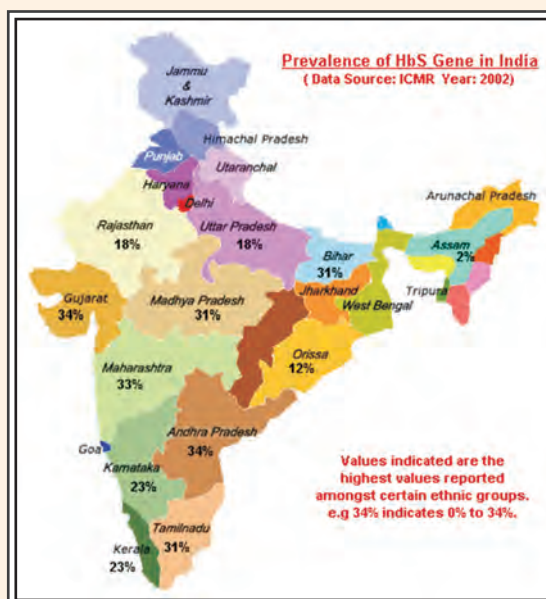 Prevalence of HbS Gene in India
( Data Source: ICMR Year: 2002)
Jammu
&
Kashmir
Himachal Pradesh
Punjab
Utaranchal
Haryana
Delhi
Arunachal Pradesh
Rajasthan
18%
Uttar Pradesh
18%
Bihar
31%
Assam
2%
Gujarat
34%
Madhya Pradesh
31%
Jharkhand
West Bengal
Tripura
Maharashtra
33%
Orissa
12%
Andhra Pradesh
34%
Goa
Karnataka
23%
Values indicated are the
highest values reported
amongst certain ethnic groups.
e.g 34% indicates 0% to 34%.
Tamilnadu
31%
Kerala
23%